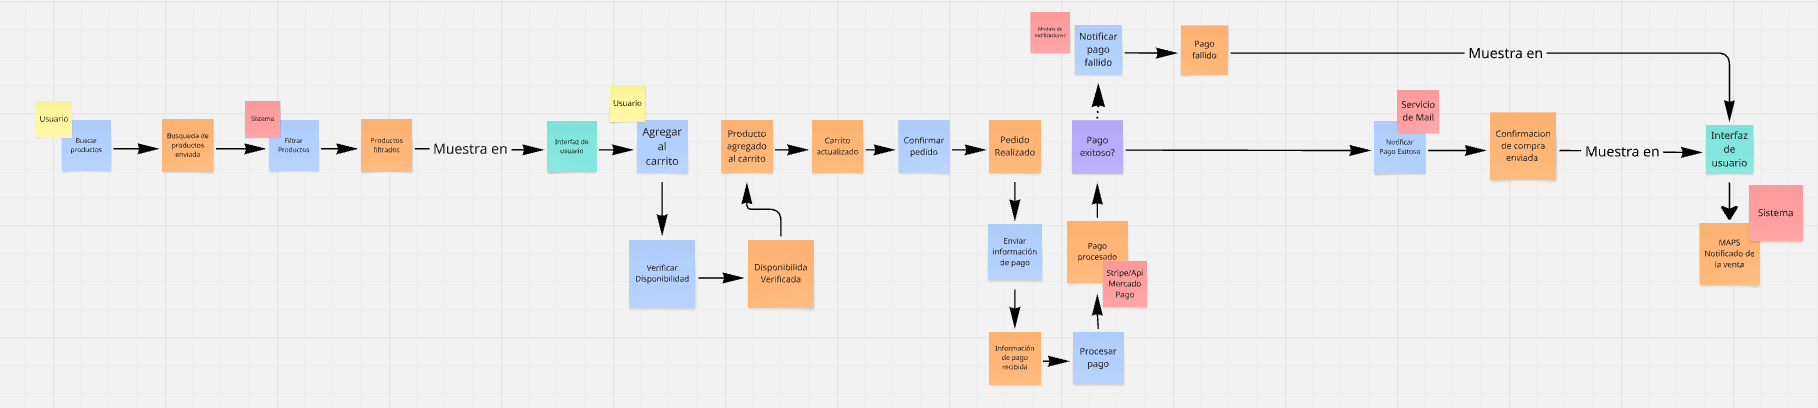 Usuario
Buscar
productos
Busqueda de
productos
enviada
Sistema
Filtrar
Productos
Productos
filtrados
Muestra en
Interfaz de
usuario
Usuario
Agregar
al
carrito
Verificar
Disponibilidad
Disponibilida
Verificada
Producto
agregado
al carrito
Carrito
actualizado
Confirmar
pedido
Pedido
Realizado
Enviar
información
de pago
Información
de pago
recibida
Procesar
pago
Pago
procesado
Stripe/Api
Mercado
Pago
Pago
exitoso?
Modulo de
notificaciones
Notificar
pago
fallido
Pago
fallido
Muestra en
Servicio
de Mail
Notificar
Pago Exitoso
Confirmacion
de compra
enviada
Muestra en
Interfaz
de
usuario
Sistema
MAPS
Notificado de
la venta